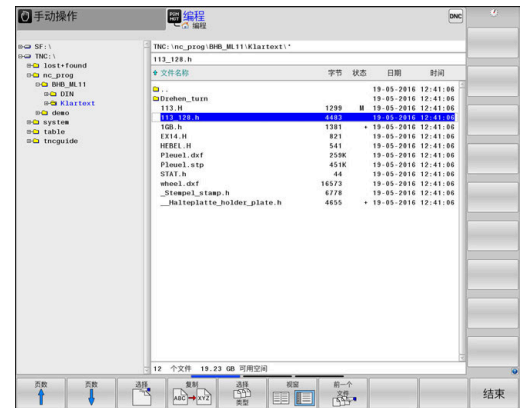 手动操作
编程
编程
DNC
SF:\
TNC:\
lost+found
nc_prog
BHB_ML11
DIN
Klartext
demo
system
table
tncguide
TNC:\nc_prog\BHB_ML11\Klartext\*
113_128.h
文件名称 字节 状态 日期 时间
.. 19-05-2016 12:41:06
Drehen_turn 19-05-2016 12:41:06
113.H 1299 M 19-05-2016 12:41:06
113_128.h 4403 19-05-2016 12:41:06
1GB.h 1381 + 19-05-2016 12:41:06
EX14.H 821 19-05-2016 12:41:06
HEBEL.H 541 19-05-2016 12:41:06
Pleuel.dxf 259K 19-05-2016 12:41:06
Pleuel.stp 451K 19-05-2016 12:41:06
STAT.h 44 19-05-2016 12:41:06
wheel.dxf 16573 19-05-2016 12:41:06
_Stempel_stamp.h 6778 19-05-2016 12:41:06
__Halteplatte_holder_plate.h 4655 + 19-05-2016 12:41:06
12 个文件 19.23 GB 可用空间
页数 页数 选择 复制 选择 视窗 前一个
文件
ABC XYZ 类型
结束